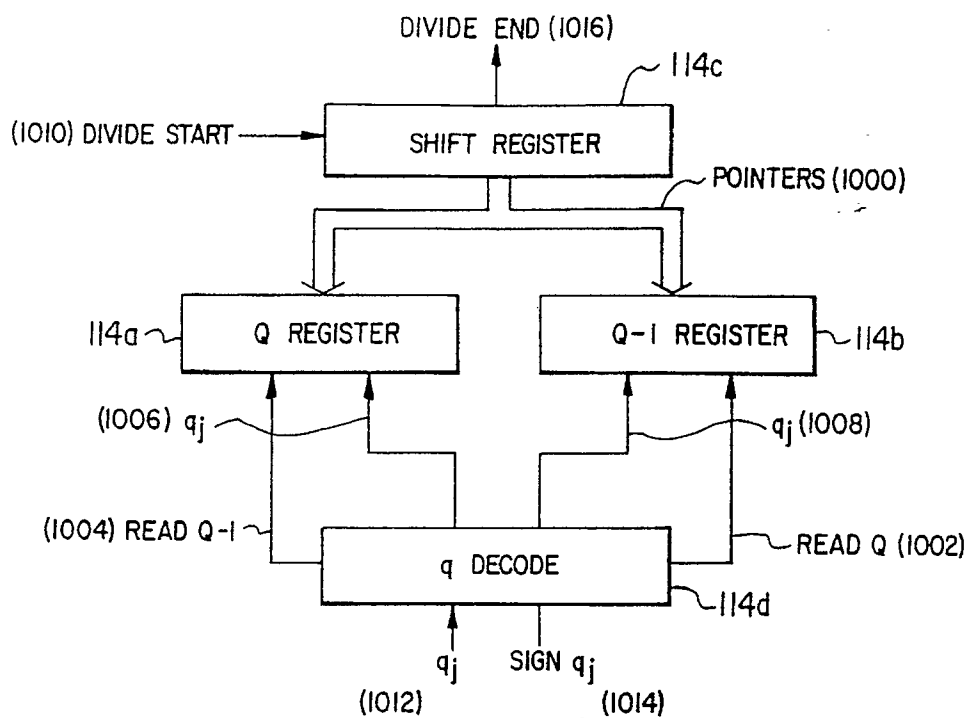 DIVIDE END (1016)
114c
(1010) DIVIDE START
SHIFT REGISTER
POINTERS (1000)
114a
Q REGISTER
Q-1 REGISTER
114b
(1006) qj
qj (1008)
(1004) READ Q-1
READ Q (1002)
q DECODE
114d
qj
SIGN qj
(1012)
(1014)